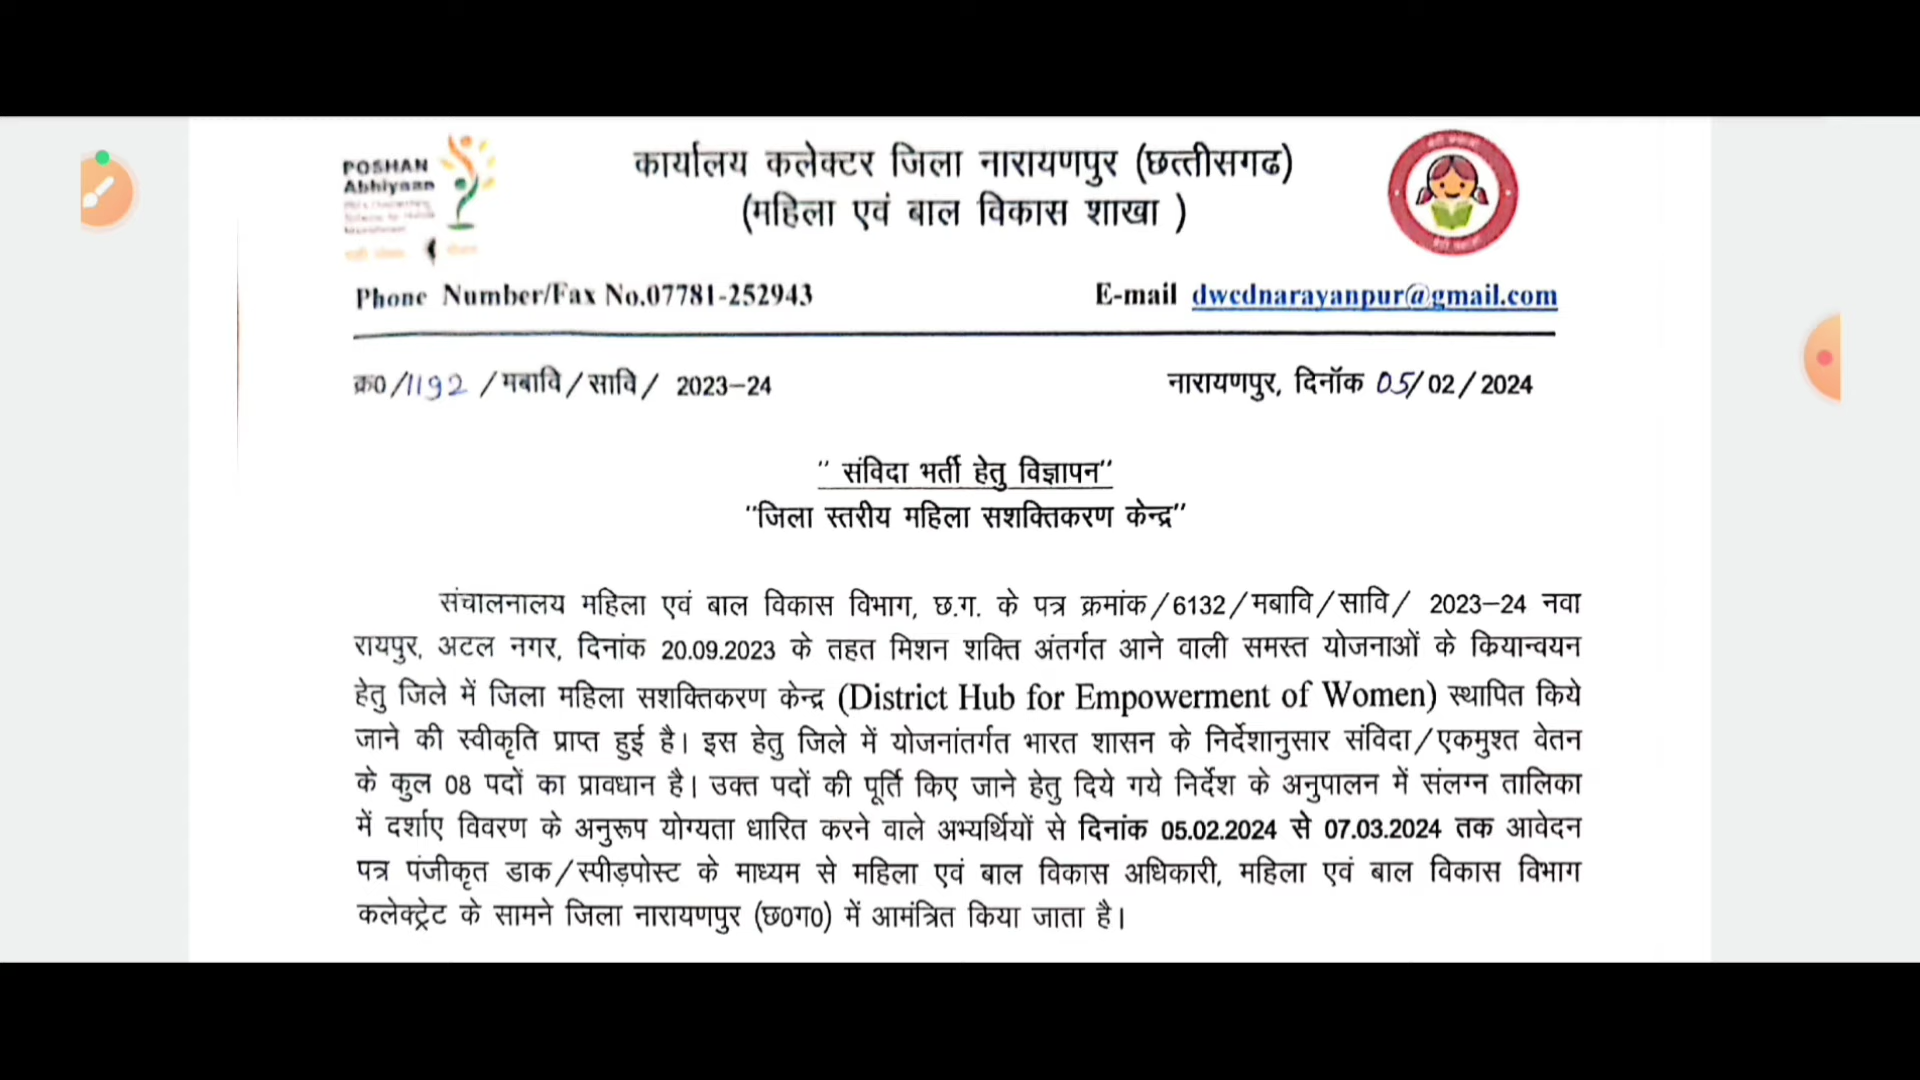 POSHAN
Abhiyaan
कार्यालय कलेक्टर जिला नारायणपुर (छत्तीसगढ)
(महिला एवं बाल विकास शाखा )
Phone Number/Fax No.07781-252943 E-mail dwcdnarayanpur@gmail.com
क्र0/1192 /मबावि/सावि/ 2023-24 नारायणपुर, दिनॉक 05/02/2024
" संविदा भर्ती हेतु विज्ञापन"
"जिला स्तरीय महिला सशक्तिकरण केन्द्र"
संचालनालय महिला एवं बाल विकास विभाग, छ.ग. के पत्र क्रमांक/6132/मबावि/सावि/ 2023-24 नवा
रायपुर, अटल नगर, दिनांक 20.09.2023 के तहत मिशन शक्ति अंतर्गत आने वाली समस्त योजनाओं के कियान्वयन
हेतु जिले में जिला महिला सशक्तिकरण केन्द्र (District Hub for Empowerment of Women) स्थापित किये
जाने की स्वीकृति प्राप्त हुई है। इस हेतु जिले में योजनांतर्गत भारत शासन के निर्देशानुसार संविदा/एकमुश्त वेतन
के कुल 08 पदों का प्रावधान है। उक्त पदों की पूर्ति किए जाने हेतु दिये गये निर्देश के अनुपालन में संलग्न तालिका
में दर्शाए विवरण के अनुरूप योग्यता धारित करने वाले अभ्यर्थियों से दिनांक 05.02.2024 से 07.03.2024 तक आवेदन
पत्र पंजीकृत डाक/स्पीड़पोस्ट के माध्यम से महिला एवं बाल विकास अधिकारी, महिला एवं बाल विकास विभाग
कलेक्ट्रेट के सामने जिला नारायणपुर (छ0ग0) में आमंत्रित किया जाता है।